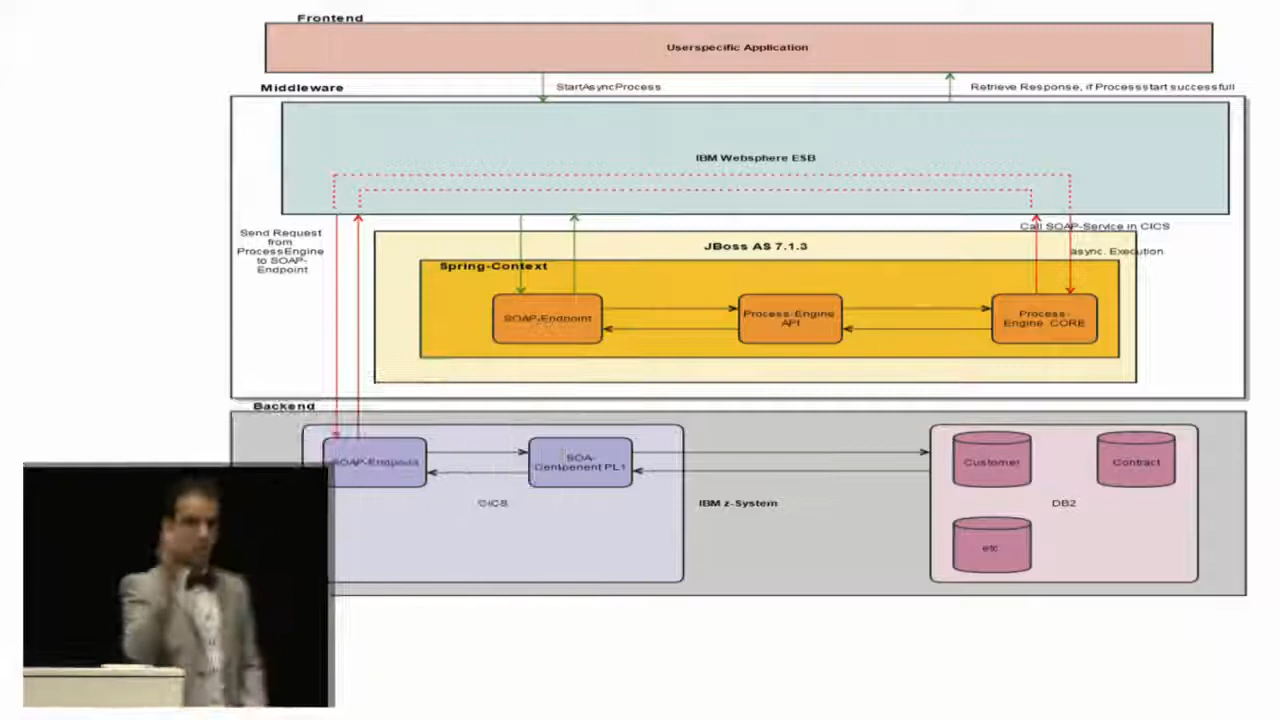 Frontend
Userspecific Application
Middleware
StartAsyncProcess
Retrieve Response, if Processstart successfull
IBM Websphere ESB
Send Request
from
ProcessEngine
to SOAP-
Endpoint
Call SOAP-Service in CICS
async. Execution
JBoss AS 7.1.3
Spring-Context
SOAP-Endpoint
Process-Engine
API
Process-
Engine CORE
Backend
SOAP-Endpoint
SOA-
Component PL1
CICS
IBM z-System
Customer
Contract
DB2
etc